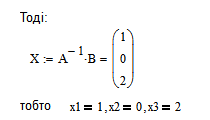 Тоді:
X := A⁻¹·B = (1 0 2)
тобто x1 = 1,x2 = 0,x3 = 2